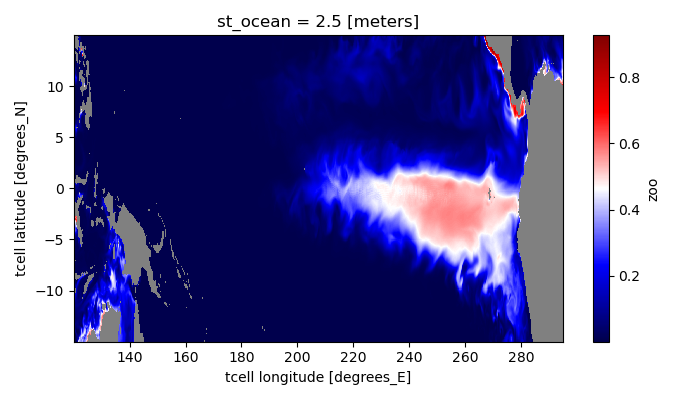 st_ocean = 2.5 [meters]
10
5
0
−5
−10
tcell latitude [degrees_N]
140 160 180 200 220 240 260 280
tcell longitude [degrees_E]
0.8
0.6
0.4
0.2
zoo